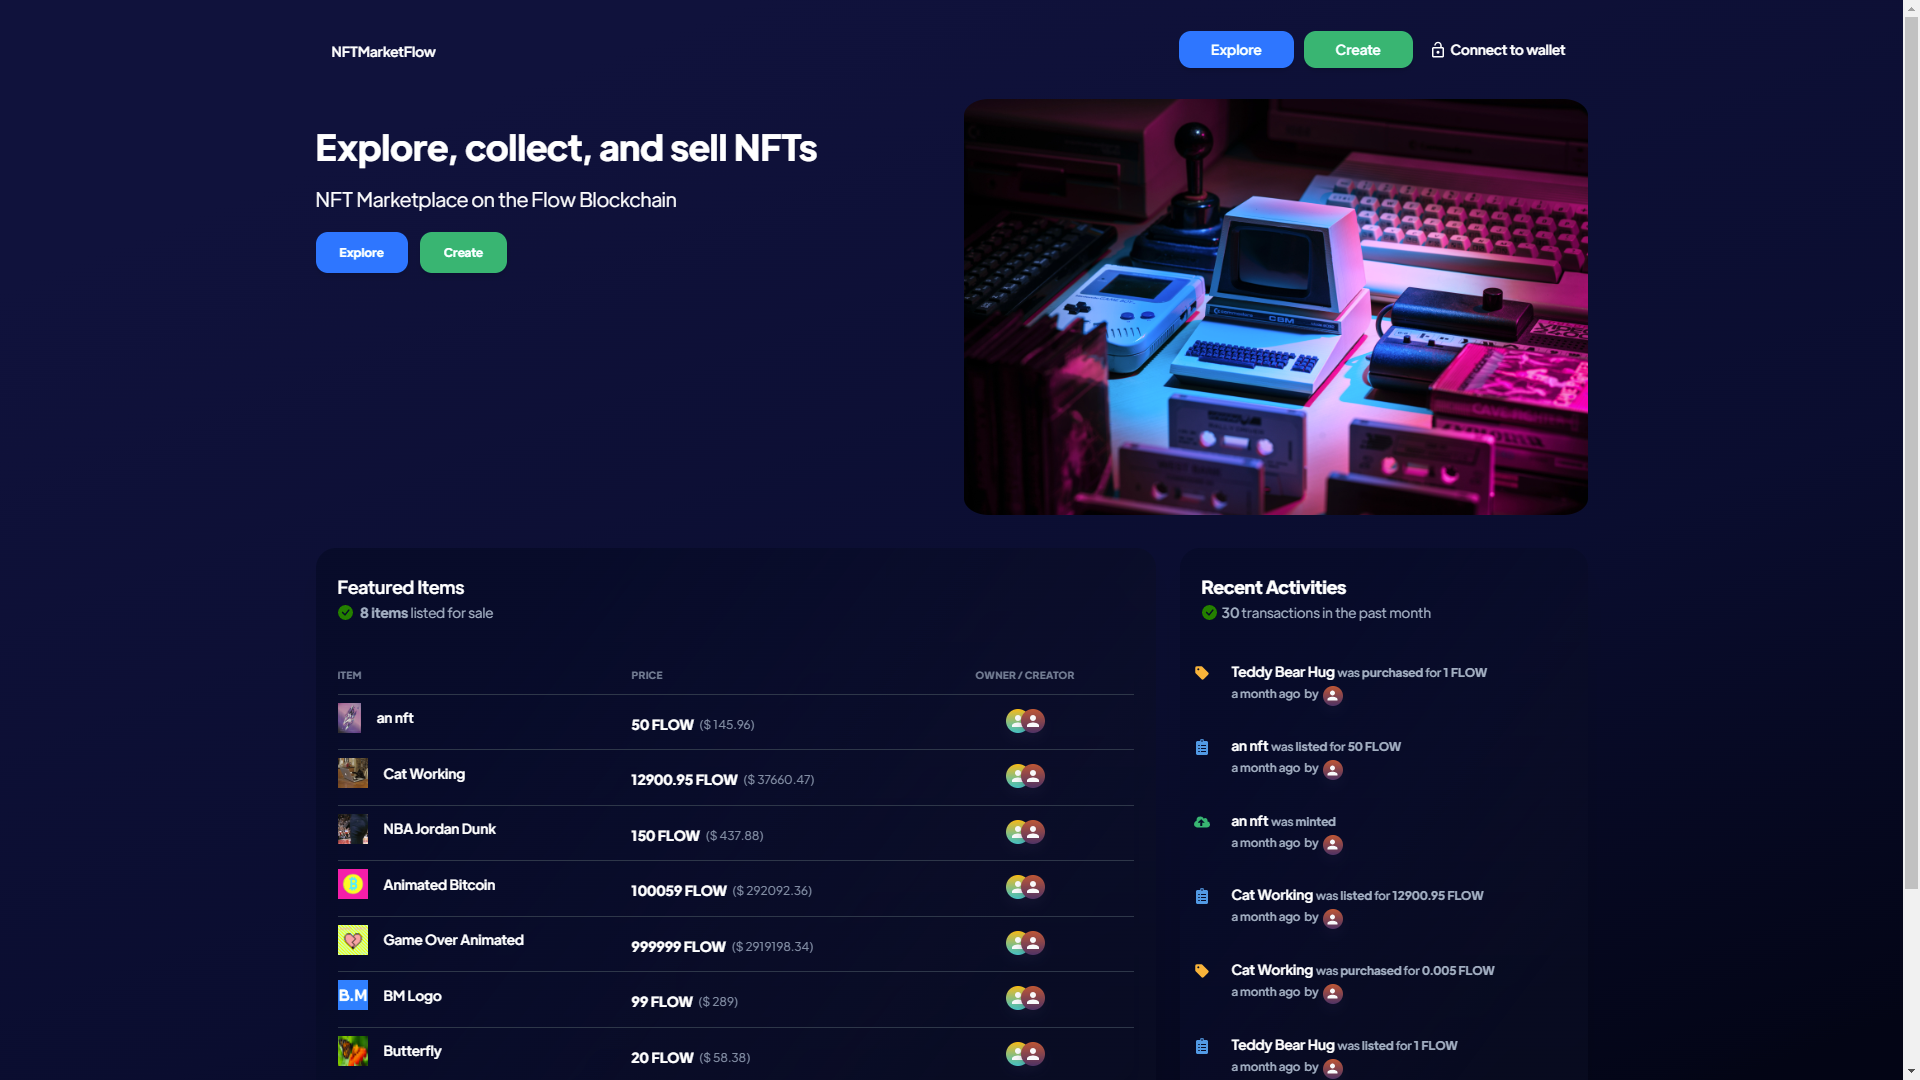 NFTMarketFlow
Explore
Create
Connect to wallet
Explore, collect, and sell NFTs
NFT Marketplace on the Flow Blockchain
Explore
Create
CBM
Featured Items
8 items listed for sale
ITEM PRICE OWNER / CREATOR
an nft 50 FLOW ($ 145.96)
Cat Working 12900.95 FLOW ($ 37660.47)
NBA Jordan Dunk 150 FLOW ($ 437.88)
Animated Bitcoin 100059 FLOW ($ 292092.36)
Game Over Animated 999999 FLOW ($ 2919198.34)
B.M BM Logo 99 FLOW ($ 289)
Butterfly 20 FLOW ($ 58.38)
Recent Activities
30 transactions in the past month
Teddy Bear Hug was purchased for 1 FLOW
a month ago by
an nft was listed for 50 FLOW
a month ago by
an nft was minted
a month ago by
Cat Working was listed for 12900.95 FLOW
a month ago by
Cat Working was purchased for 0.005 FLOW
a month ago by
Teddy Bear Hug was listed for 1 FLOW
a month ago by